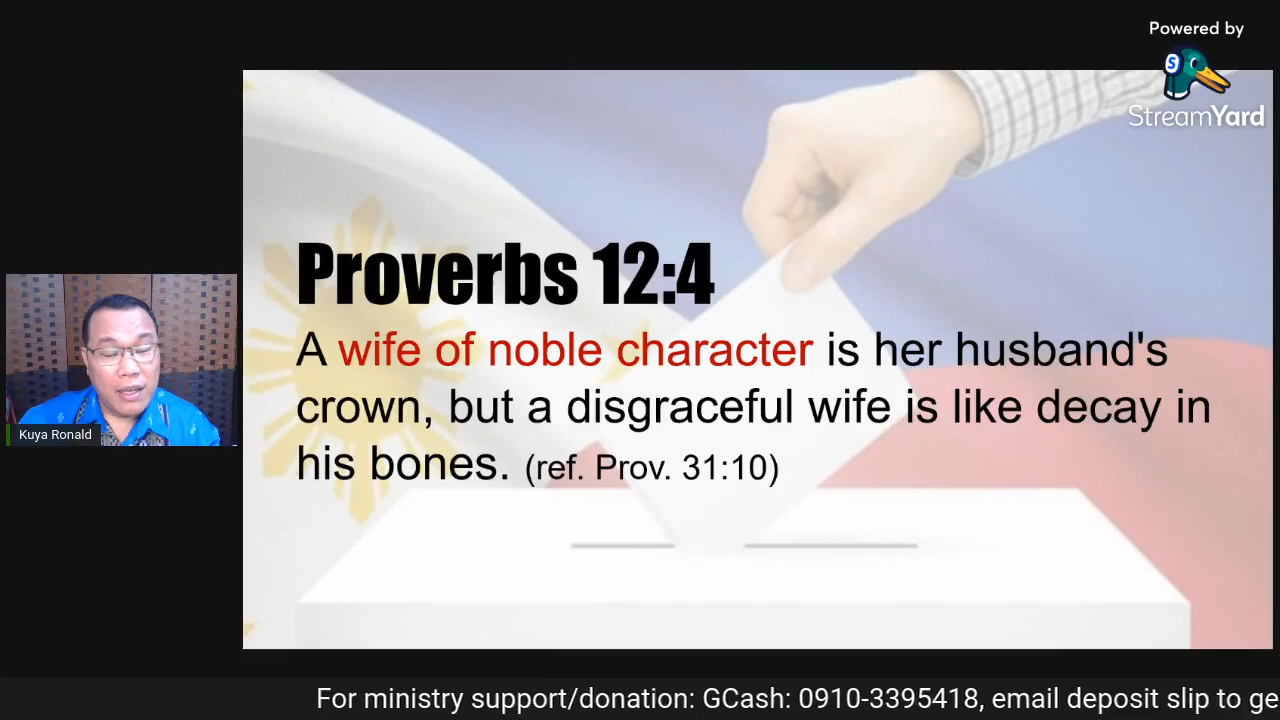 Powered by
StreamYard
Proverbs 12:4
A wife of noble character is her husband's
crown, but a disgraceful wife is like decay in
his bones. (ref. Prov. 31:10)
Kuya Ronald
For ministry support/donation: GCash: 0910-3395418, email deposit slip to ge